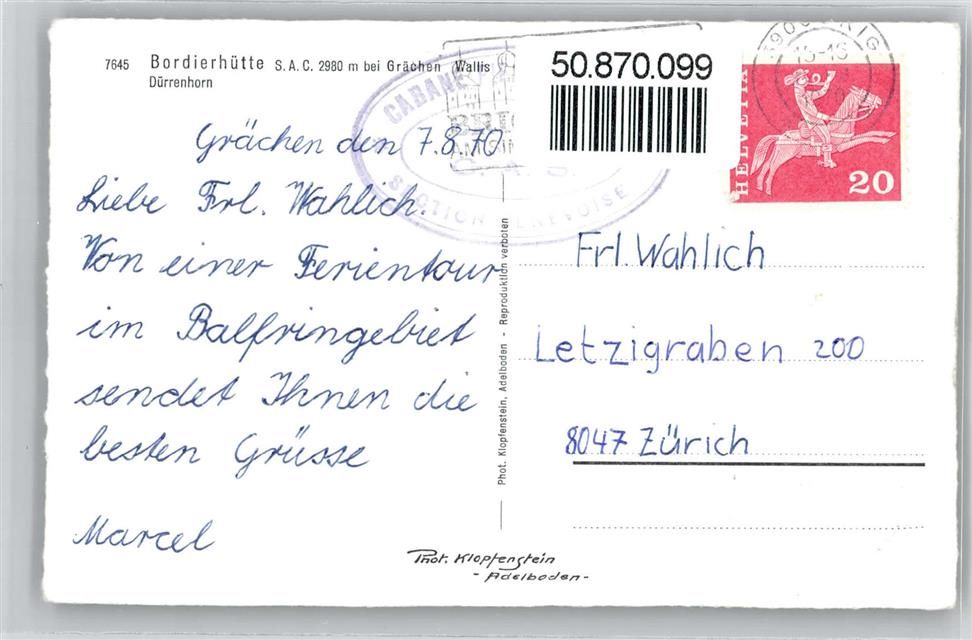 7645 Bordierhütte S.A.C. 2980 m bei Grächen Wallis
Dürrenhorn
50.870.099
HELVETIA
20
Grächen den 7.8.70
Liebe Frl. Wahlich.
Von einer Ferientour
im Balfringebiet
sendet Ihnen die
besten Grüsse
Marcel
Phot. Klopfenstein, Adelboden - Reproduktion verboten
Frl. Wahlich
Letzigraben 200
8047 Zürich
Phot. Klopfenstein
- Adelboden -
CABANE